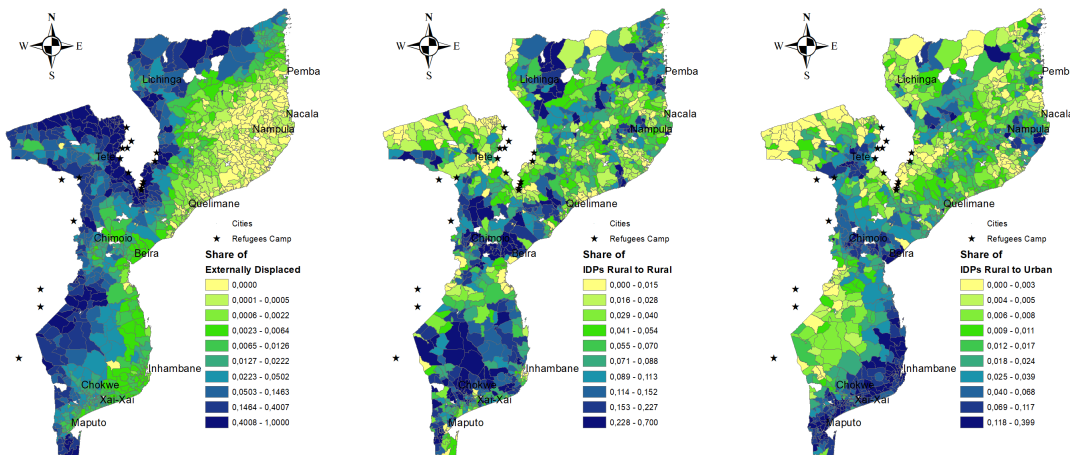 N
W E
S
Lichinga
Pemba
Nacala
Nampula
Tete
Quelimane
Cities
Chimoio
Refugees Camp
Beira
Share of
Externally Displaced
0,0000
0,0001 - 0,0005
0,0006 - 0,0022
0,0023 - 0,0064
0,0065 - 0,0126
0,0127 - 0,0222
0,0223 - 0,0502
0,0503 - 0,1463
0,1464 - 0,4007
0,4008 - 1,0000
Inhambane
Chokwe
Xai-Xai
Maputo
N
W E
S
Lichinga
Pemba
Nacala
Nampula
Tete
Quelimane
Cities
Chimoio
Refugees Camp
Beira
Share of
IDPs Rural to Rural
0,000 - 0,015
0,016 - 0,028
0,029 - 0,040
0,041 - 0,054
0,055 - 0,070
0,071 - 0,088
0,089 - 0,113
0,114 - 0,152
0,153 - 0,227
0,228 - 0,700
Inhambane
Chokwe
Xai-Xai
Maputo
N
W E
S
Lichinga
Pemb
Nacala
Nampula
Tete
Quelimane
Cities
Chimoio
Refugees Camp
Beira
Share of
IDPs Rural to Urban
0,000 - 0,003
0,004 - 0,005
0,006 - 0,008
0,009 - 0,011
0,012 - 0,017
0,018 - 0,024
0,025 - 0,039
0,040 - 0,068
0,069 - 0,117
0,118 - 0,399
Inhambane
Chokwe
Xai-Xai
Maputo